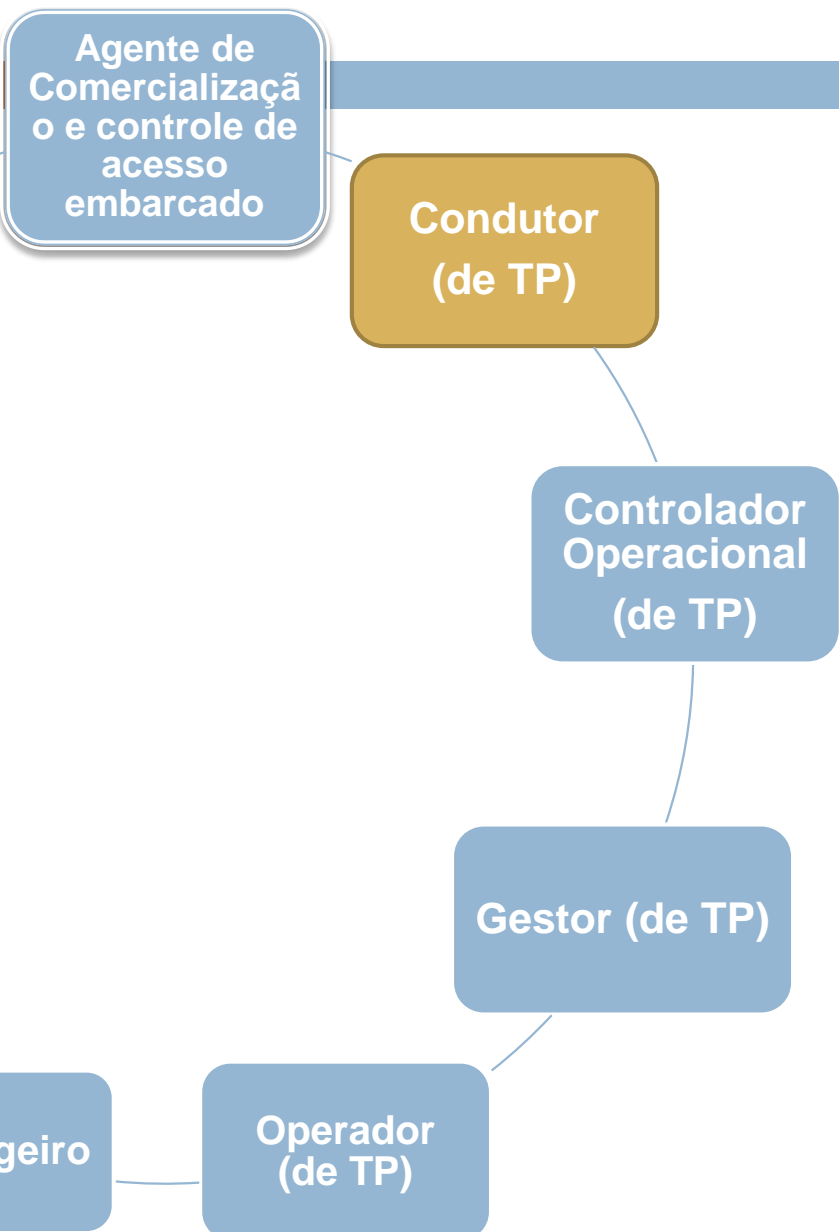 Agente de
Comercializaçã
o e controle de
acesso
embarcado
Condutor
(de TP)
Controlador
Operacional
(de TP)
Gestor (de TP)
Operador
(de TP)
geiro